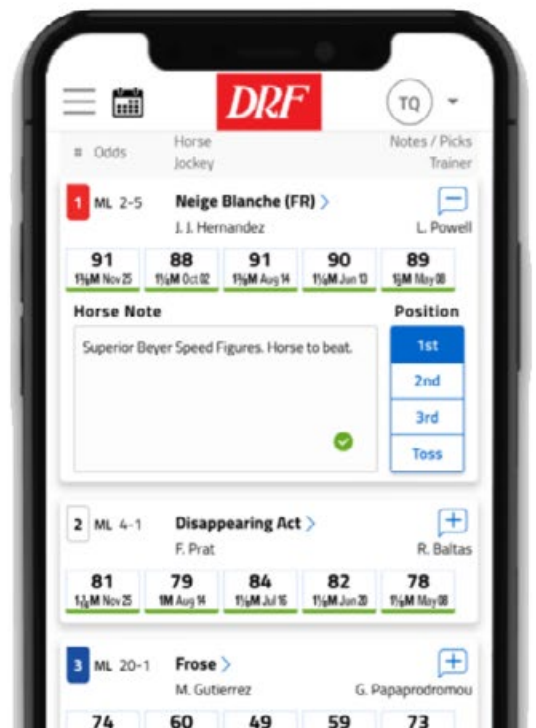 DRF
TQ
# Odds Horse Notes / Picks
Jockey Trainer
1 ML 2-5 Neige Blanche (FR) >
J. J. Hernandez L. Powell
91 88 91 90 89
M Nov 25 M Oct 02 M Aug 14 M Jun 13 M May 08
Horse Note Position
Superior Beyer Speed Figures. Horse to beat. 1st
2nd
3rd
Toss
2 ML 4-1 Disappearing Act >
F. Prat R. Baltas
81 79 84 82 78
M Nov 25 1M Aug 14 M Jul 16 M Jun 20 M May 08
3 ML 20-1 Frose >
M. Gutierrez G. Papaprodromou
74 60 49 59 73